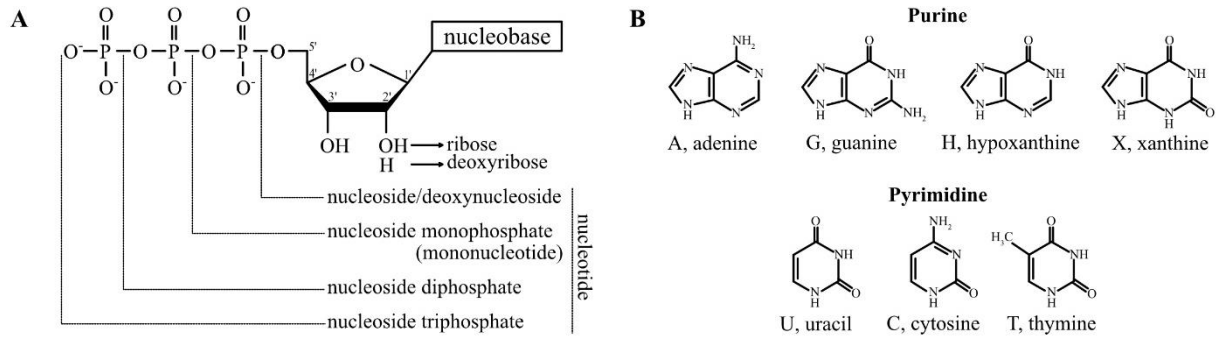 A
O O O
O⁻ P O P O P O
O⁻ O⁻ O⁻
5'
O
4' 1'
3' 2'
nucleobase
OH OH ribose
H deoxyribose
nucleoside/deoxynucleoside
nucleoside monophosphate
(mononucleotide)
nucleoside diphosphate
nucleoside triphosphate
nucleotide
B
Purine
NH₂ O O O
N N N NH N NH N NH
N H N N H N NH₂ N H N N H N H O
A, adenine G, guanine H, hypoxanthine X, xanthine
Pyrimidine
O NH₂ H₃C O
NH N NH
N H O N H O N H O
U, uracil C, cytosine T, thymine